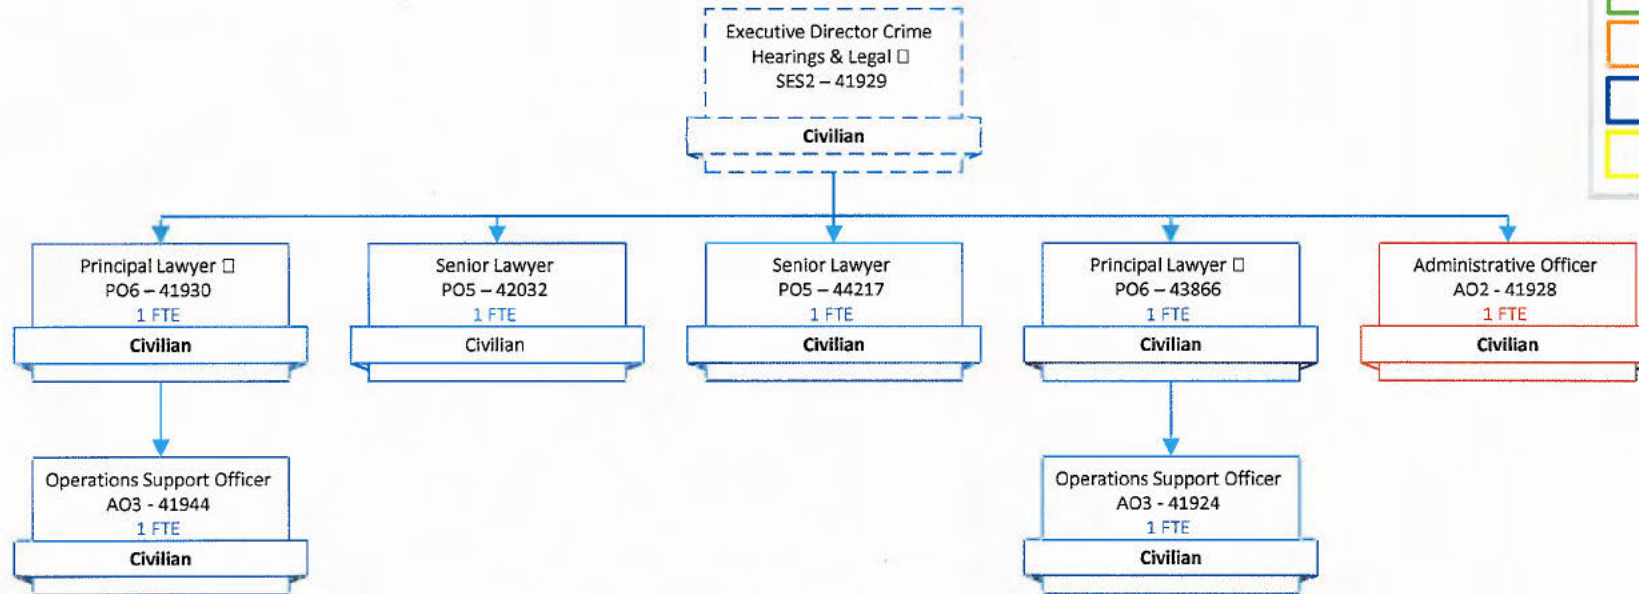 Executive Director Crime
Hearings & Legal □
SES2 – 41929
Civilian
Principal Lawyer □
PO6 – 41930
1 FTE
Civilian
Senior Lawyer
PO5 – 42032
1 FTE
Civilian
Senior Lawyer
PO5 – 44217
1 FTE
Civilian
Principal Lawyer □
PO6 – 43866
1 FTE
Civilian
Administrative Officer
AO2 - 41928
1 FTE
Civilian
Operations Support Officer
AO3 - 41944
1 FTE
Civilian
Operations Support Officer
AO3 - 41924
1 FTE
Civilian